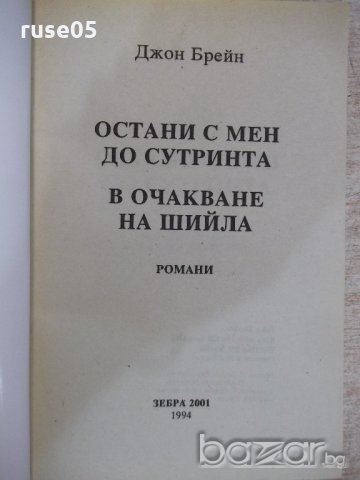 ruse05
Джон Брейн
ОСТАНИ С МЕН
ДО СУТРИНТА
В ОЧАКВАНЕ
НА ШИЙЛА
РОМАНИ
ЗЕБРА 2001
1994
bazar.bg